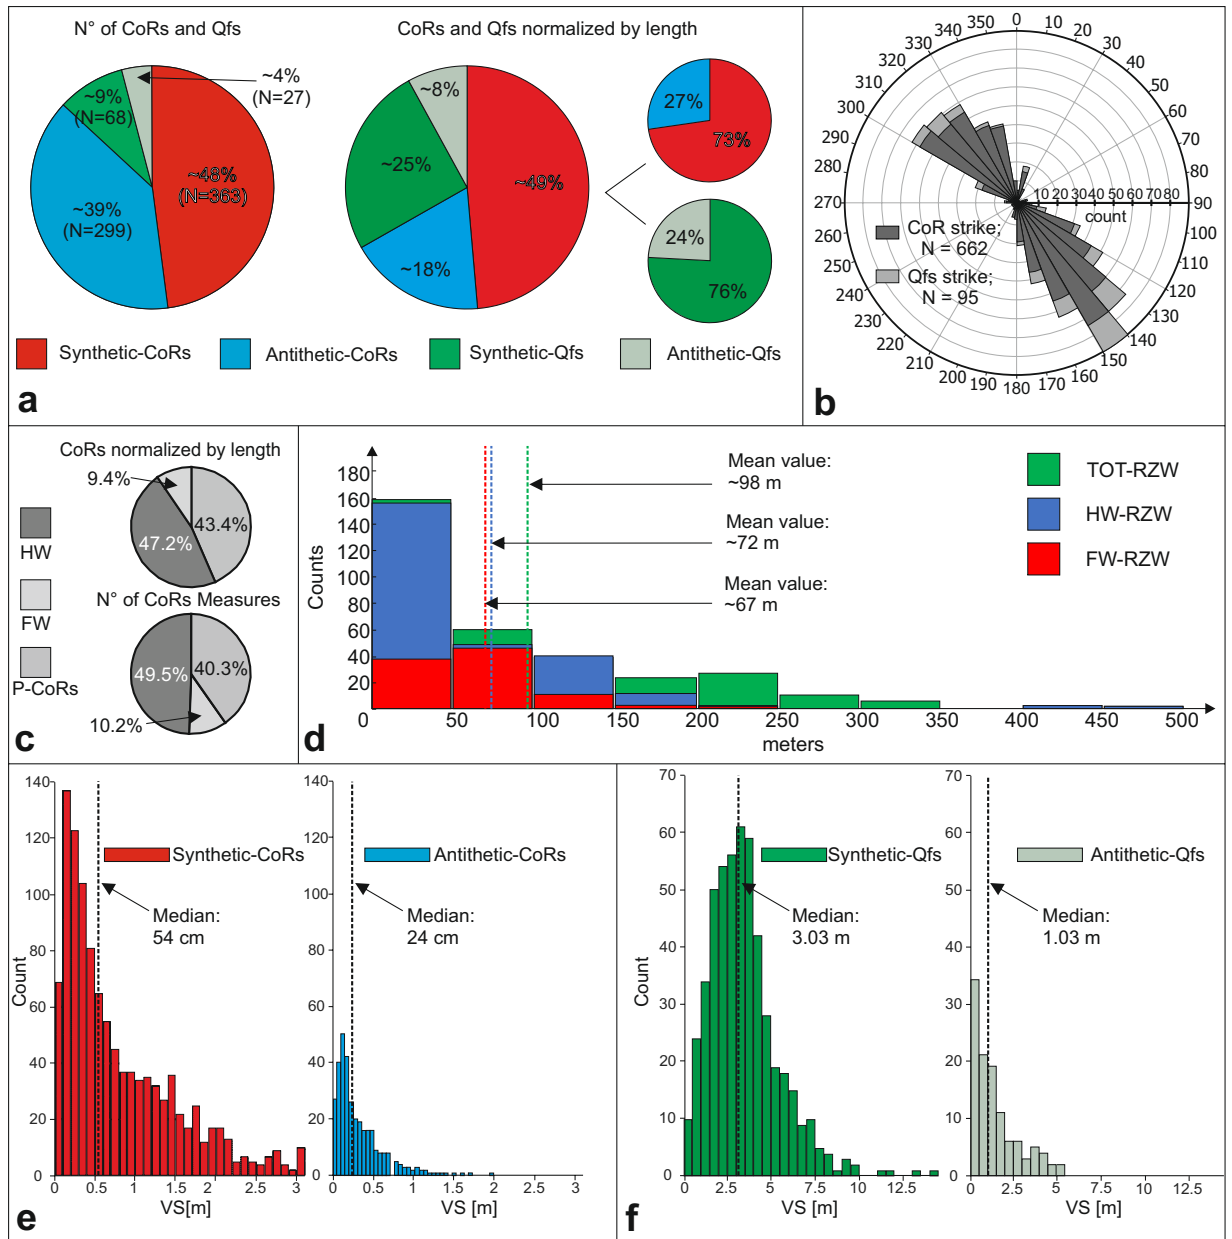 N° of CoRs and Qfs
CoRs and Qfs normalized by length
~4%
(N=27)
~9%
(N=68)
~48%
(N=363)
~39%
(N=299)
~8%
~25%
~49%
~18%
27%
73%
24%
76%
Synthetic-CoRs
Antithetic-CoRs
Synthetic-Qfs
Antithetic-Qfs
a
0
10
20
30
40
50
60
70
80
90
100
110
120
130
140
150
160
170
180
190
200
210
220
230
240
250
260
270
280
290
300
310
320
330
340
350
10 20 30 40 50 60 70 80
count
CoR strike;
N = 662
Qfs strike;
N = 95
b
CoRs normalized by length
9.4%
43.4%
47.2%
HW
FW
P-CoRs
N° of CoRs Measures
49.5%
40.3%
10.2%
c
Counts
180
160
140
120
100
80
60
40
20
0 50 100 150 200 250 300 350 400 450 500
meters
Mean value:
~98 m
Mean value:
~72 m
Mean value:
~67 m
TOT-RZW
HW-RZW
FW-RZW
d
140
120
100
80
60
40
20
0
Count
0 0.5 1 1.5 2 2.5 3
VS[m]
Synthetic-CoRs
Median:
54 cm
140
120
100
80
60
40
20
0
0 0.5 1 1.5 2 2.5 3
VS [m]
Antithetic-CoRs
Median:
24 cm
e
70
60
50
40
30
20
10
0
Count
0 2.5 5 7.5 10 12.5
VS [m]
Synthetic-Qfs
Median:
3.03 m
70
60
50
40
30
20
10
0
0 2.5 5 7.5 10 12.5
VS [m]
Antithetic-Qfs
Median:
1.03 m
f